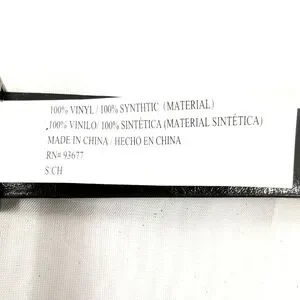 100% VINYL / 100% SYNTHTIC (MATERIAL)
100% VINILO/ 100% SINTÉTICA (MATERIAL SINTÉTICA)
MADE IN CHINA / HECHO EN CHINA
RN# 93677
S.CH